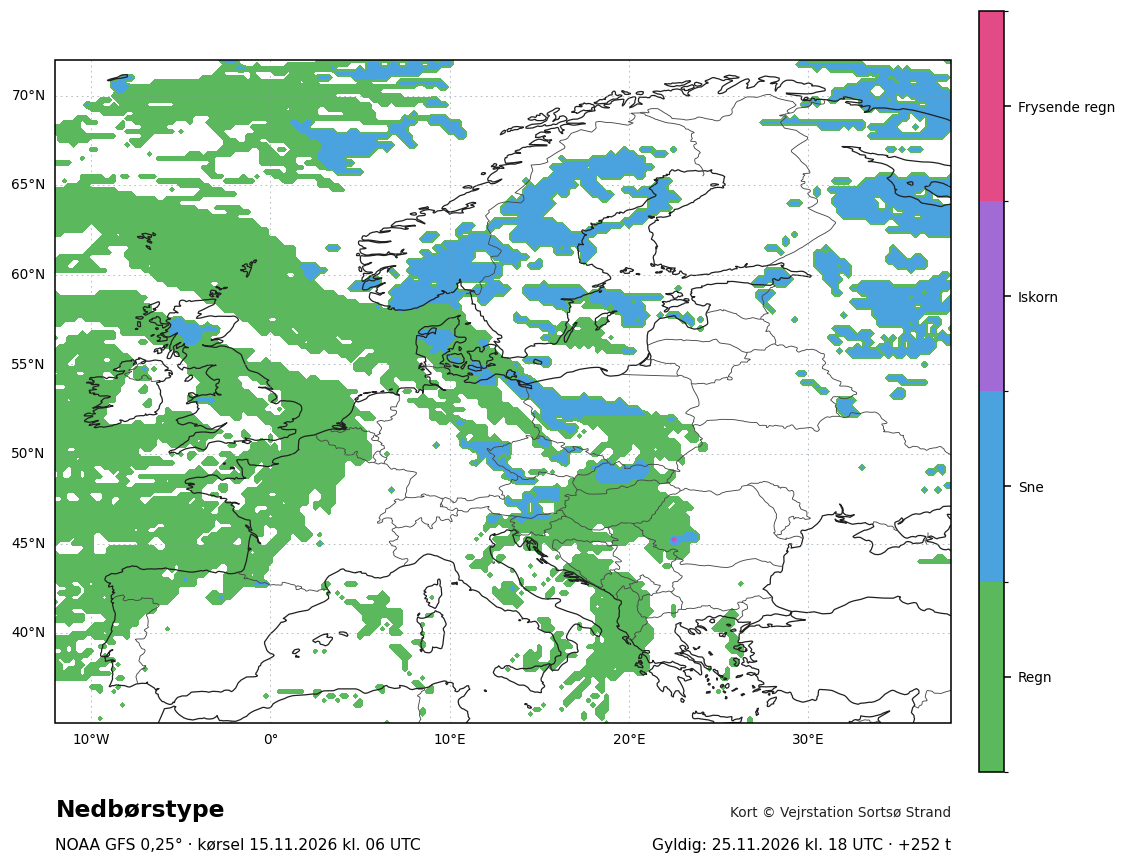 Frysende regn
Iskorn
Sne
Regn
70°N
65°N
60°N
55°N
50°N
45°N
40°N
10°W
0°
10°E
20°E
30°E
Nedbørstype
Kort © Vejrstation Sortsø Strand
NOAA GFS 0,25° · kørsel 15.11.2026 kl. 06 UTC
Gyldig: 25.11.2026 kl. 18 UTC · +252 t